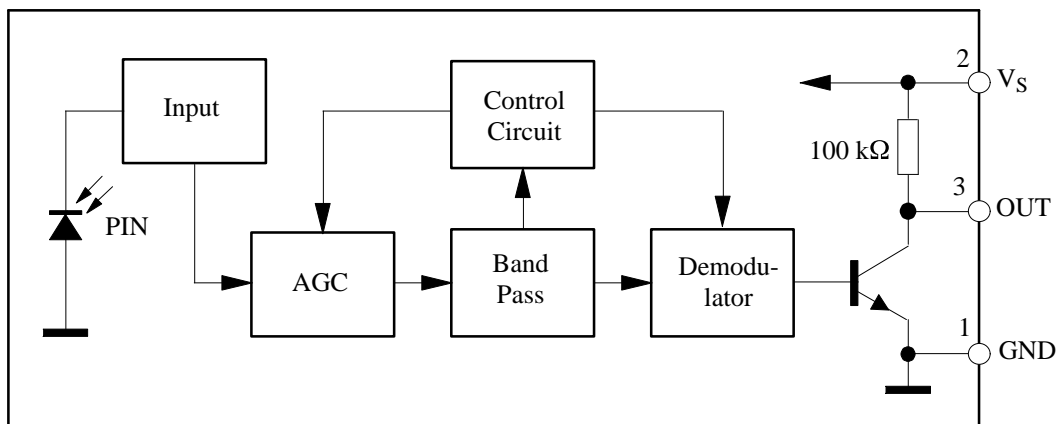 Input
Control
Circuit
2
V_S
100 kΩ
3
OUT
PIN
AGC
Band
Pass
Demodu-
lator
1
GND